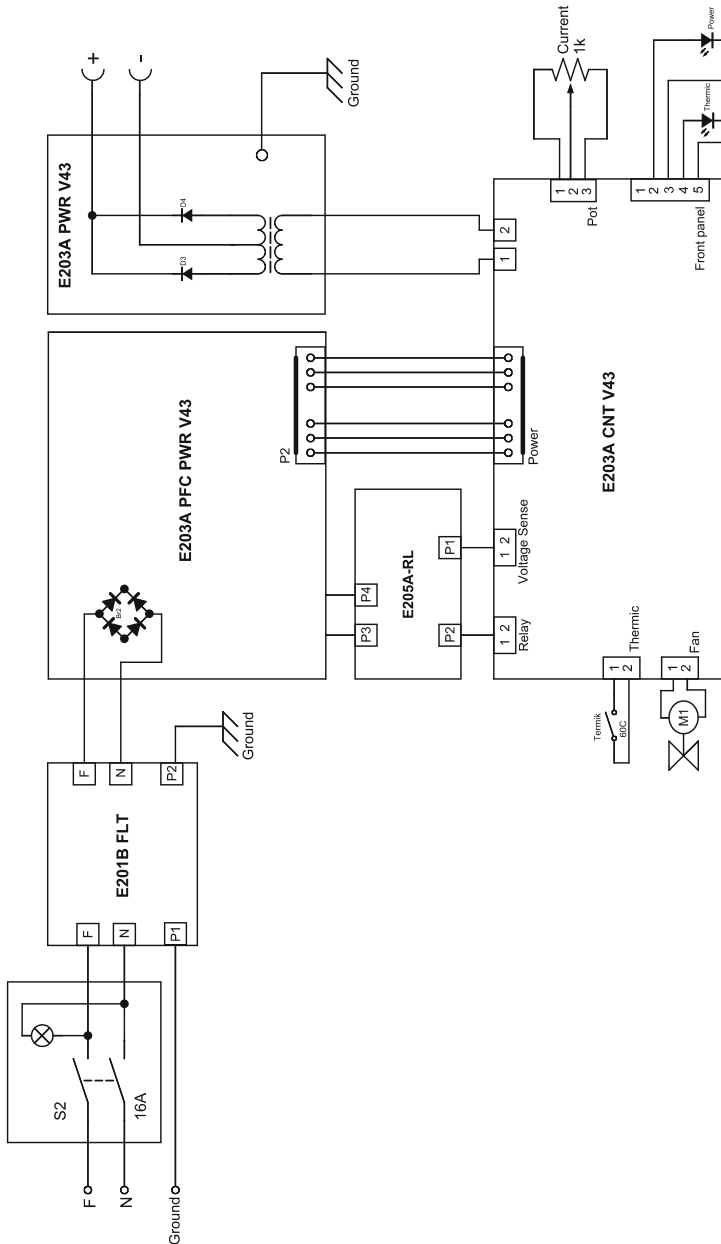 F
N
Ground
S2
16A
F
N
P1
E201B FLT
F
N
P2
Ground
Br2
E203A PFC PWR V43
P2
E203A PWR V43
D3
D4
+
-
Ground
P3
P4
E205A-RL
P2
P1
1 2
Relay
1 2
Voltage Sense
Power
1
2
E203A CNT V43
Termik
60C
1
2
Thermic
M1
1
2
Fan
Current
1k
1
2
3
Pot
1
2
3
4
5
Front panel
Thermic
Power